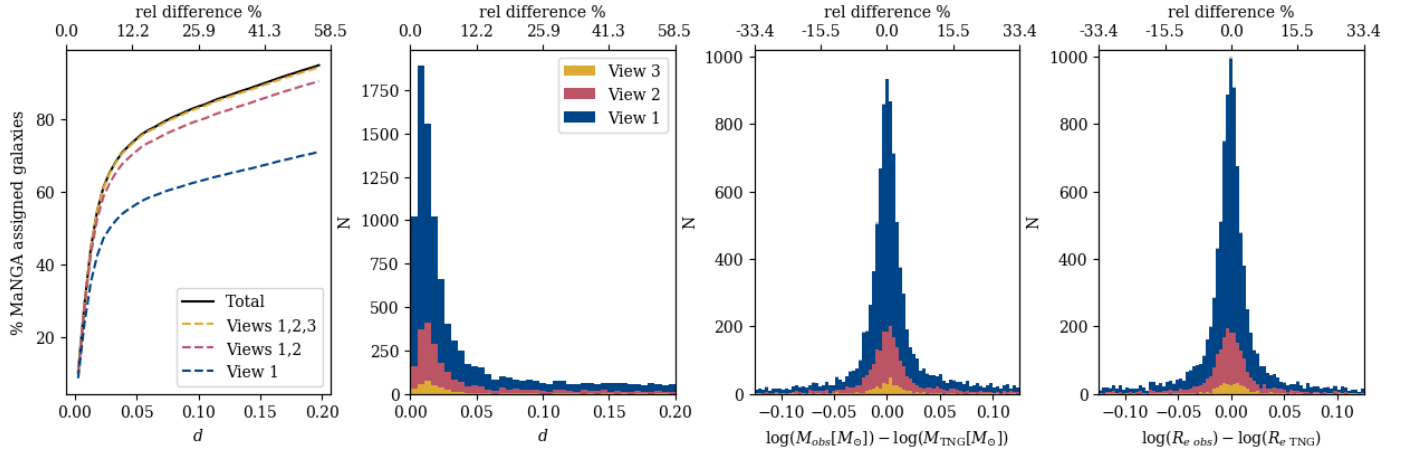 rel difference %
0.0 12.2 25.9 41.3 58.5
% MaNGA assigned galaxies
80
60
40
20
Total
Views 1,2,3
Views 1,2
View 1
0.00 0.05 0.10 0.15 0.20
d
rel difference %
0.0 12.2 25.9 41.3 58.5
N
1750
1500
1250
1000
750
500
250
0
View 3
View 2
View 1
0.00 0.05 0.10 0.15 0.20
d
rel difference %
-33.4 -15.5 0.0 15.5 33.4
N
1000
800
600
400
200
0
−0.10 −0.05 0.00 0.05 0.10
log(M_obs[M_⊙]) − log(M_TNG[M_⊙])
rel difference %
-33.4 -15.5 0.0 15.5 33.4
N
1000
800
600
400
200
0
−0.10 −0.05 0.00 0.05 0.10
log(R_e obs) − log(R_e TNG)